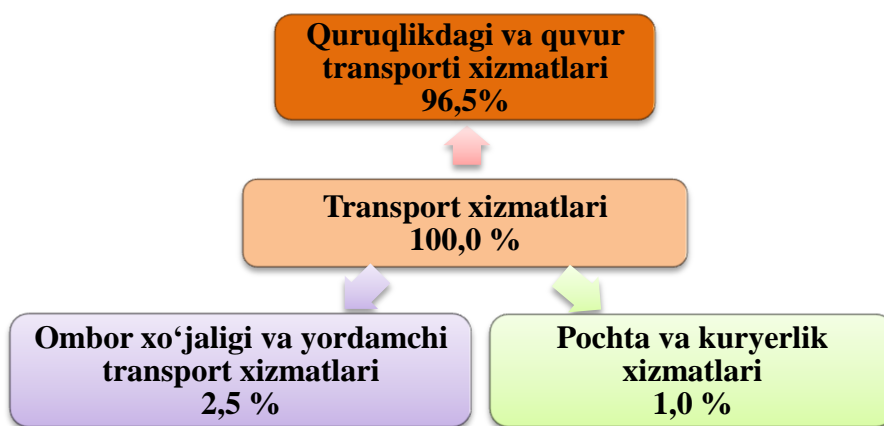 Quruqlikdagi va quvur
transporti xizmatlari
96,5%
Transport xizmatlari
100,0 %
Ombor xo‘jaligi va yordamchi
transport xizmatlari
2,5 %
Pochta va kuryerlik
xizmatlari
1,0 %